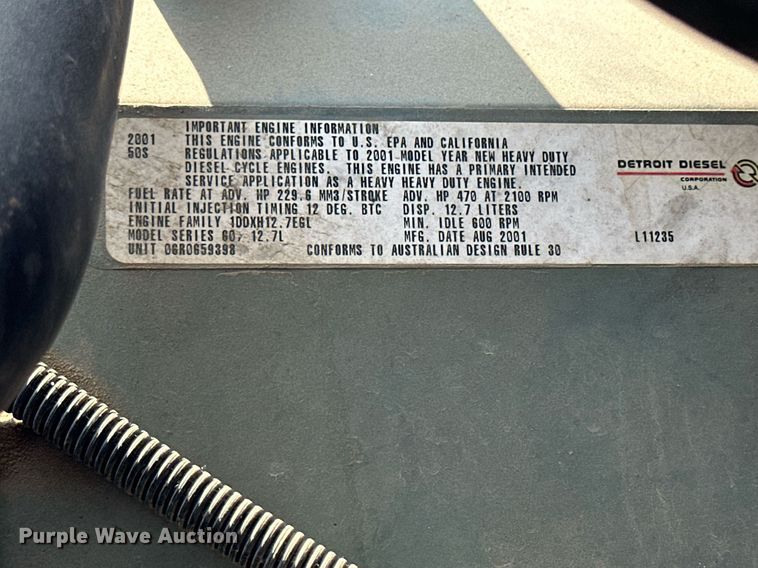 IMPORTANT ENGINE INFORMATION
2001 THIS ENGINE CONFORMS TO U.S. EPA AND CALIFORNIA
50S REGULATIONS APPLICABLE TO 2001-MODEL YEAR NEW HEAVY DUTY
DIESEL CYCLE ENGINES. THIS ENGINE HAS A PRIMARY INTENDED
SERVICE APPLICATION AS A HEAVY HEAVY DUTY ENGINE.
FUEL RATE AT ADV. HP 229.6 MM3/STROKE ADV. HP 470 AT 2100 RPM
INITIAL INJECTION TIMING 12 DEG. BTC DISP. 12.7 LITERS
ENGINE FAMILY 1DDXH12.7EGL MIN. IDLE 600 RPM
MODEL SERIES 60, 12.7L MFG. DATE AUG 2001
UNIT 06R0659398 CONFORMS TO AUSTRALIAN DESIGN RULE 30
DETROIT DIESEL
CORPORATION
U.S.A.
L11235
Purple Wave Auction